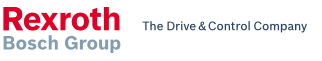 Rexroth
Bosch Group
The Drive & Control Company